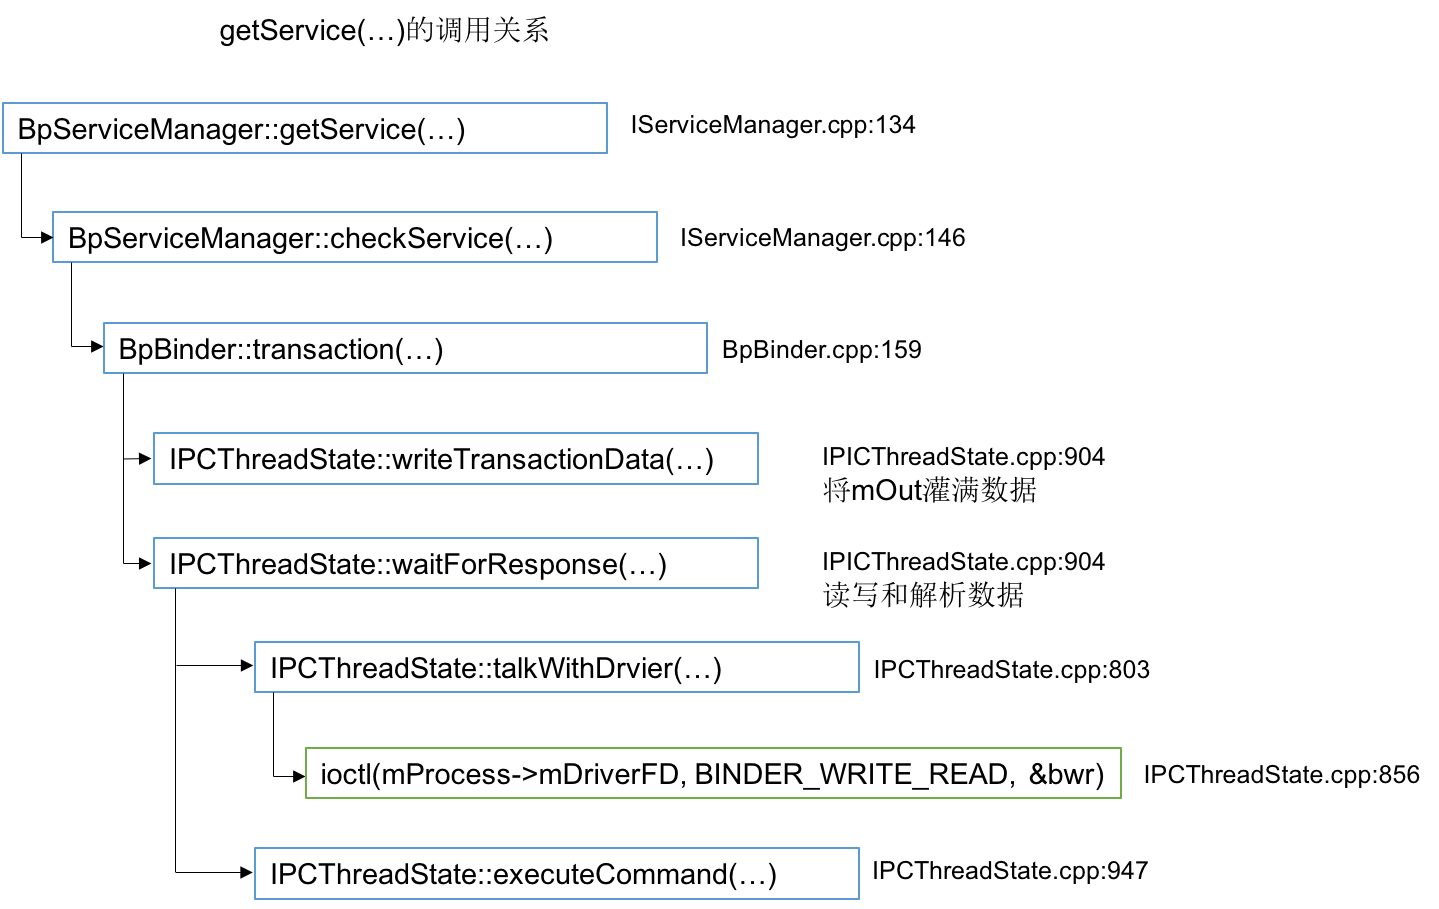 getService(…)的调用关系
BpServiceManager::getService(…)
IServiceManager.cpp:134
BpServiceManager::checkService(…)
IServiceManager.cpp:146
BpBinder::transaction(…)
BpBinder.cpp:159
IPCThreadState::writeTransactionData(…)
IPICThreadState.cpp:904
将mOut灌满数据
IPCThreadState::waitForResponse(…)
IPICThreadState.cpp:904
读写和解析数据
IPCThreadState::talkWithDrvier(…)
IPCThreadState.cpp:803
ioctl(mProcess->mDriverFD, BINDER_WRITE_READ, &bwr)
IPCThreadState.cpp:856
IPCThreadState::executeCommand(…)
IPCThreadState.cpp:947